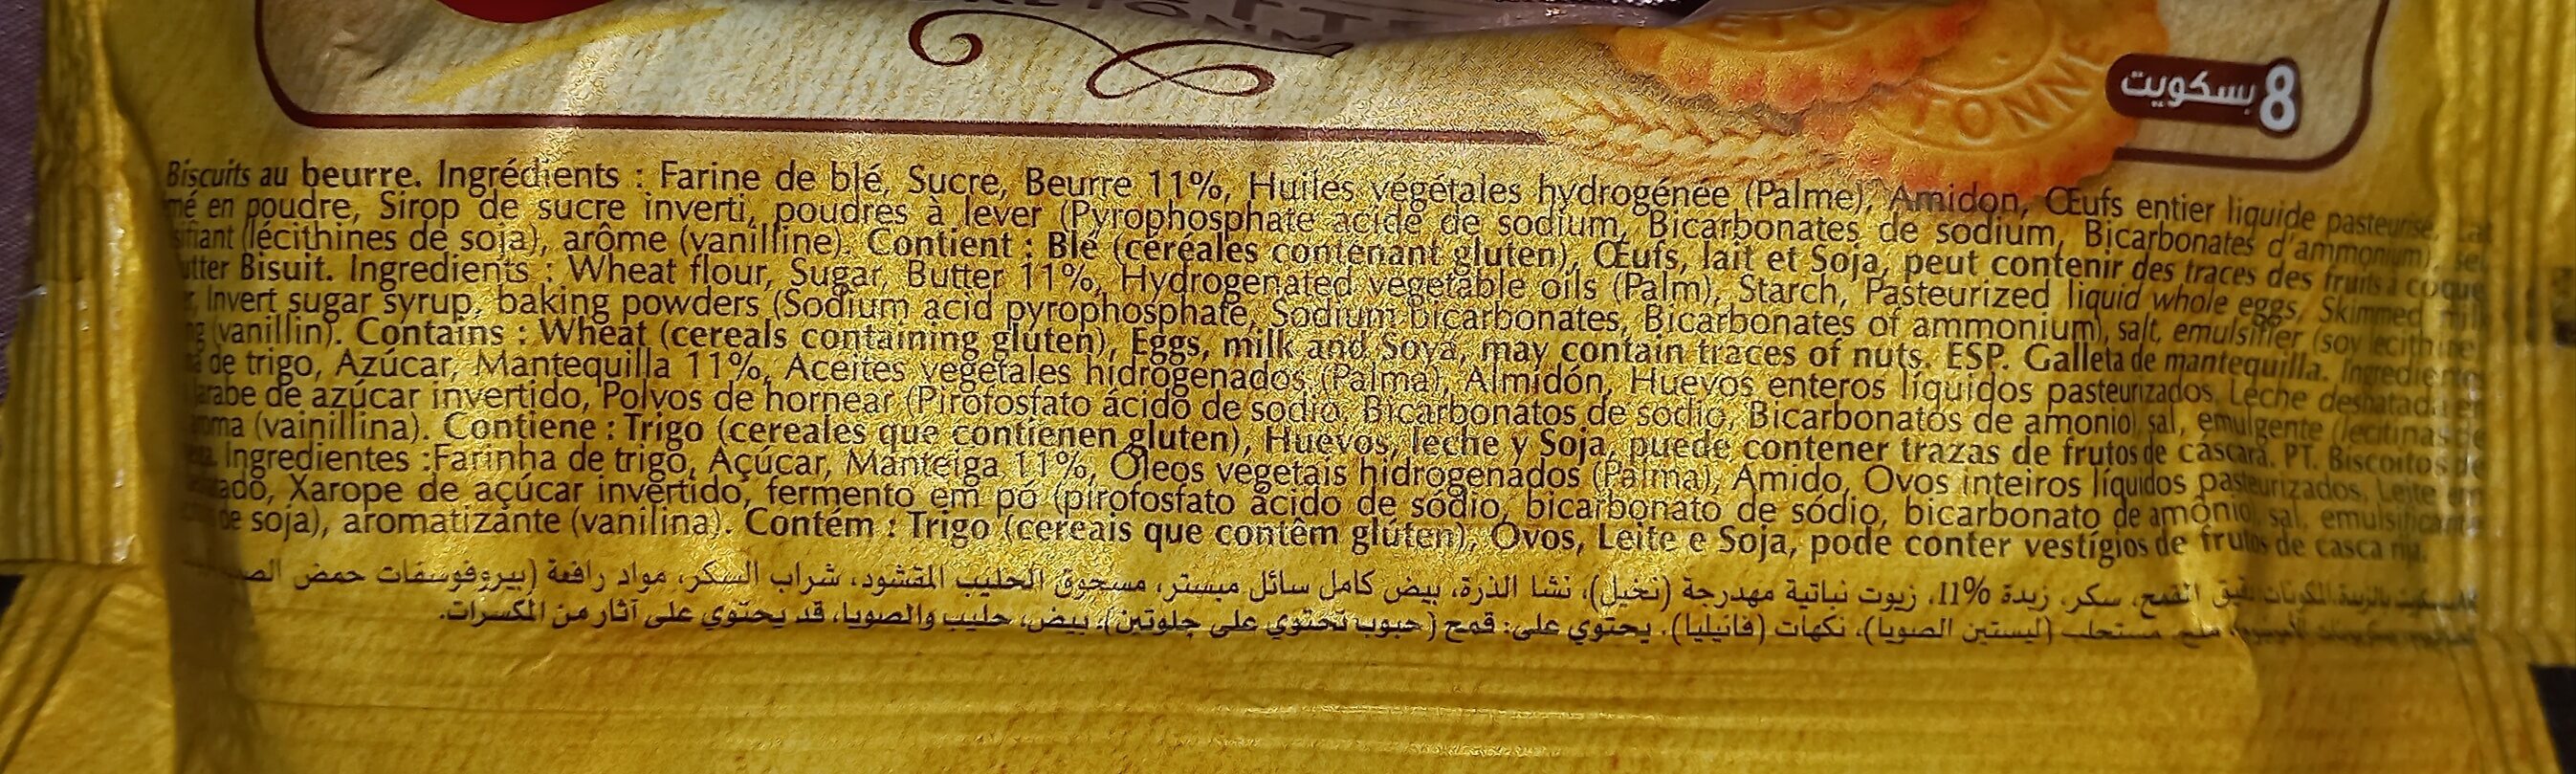 TONNE
8 بسكويت
Biscuits au beurre. Ingrédients : Farine de blé, Sucre, Beurre 11%, Huiles végétales hydrogénée (Palme), Amidon, Œufs entier liquide pasteurisé, Lait
mé en poudre, Sirop de sucre inverti, poudres à lever (Pyrophosphate acide de sodium, Bicarbonates de sodium, Bicarbonates d'ammonium), sel
sifiant (lécithines de soja), arôme (vanilline). Contient : Blé (céréales contenant gluten), Œufs, lait et Soja, peut contenir des traces des fruits à coque
utter Bisuit. Ingredients : Wheat flour, Sugar, Butter 11%, Hydrogenated vegetable oils (Palm), Starch, Pasteurized liquid whole eggs, Skimmed milk
r, Invert sugar syrup, baking powders (Sodium acid pyrophosphate, Sodium bicarbonates, Bicarbonates of ammonium), salt, emulsifier (soy lecithine
ng (vanillin). Contains : Wheat (cereals containing gluten), Eggs, milk and Soya, may contain traces of nuts. ESP. Galleta de mantequilla. Ingrediente
de trigo, Azúcar, Mantequilla 11%, Aceites vegetales hidrogenados (Palma), Almidón, Huevos enteros líquidos pasteurizados, Leche desnatada en
arabe de azúcar invertido, Polvos de hornear (Pirofosfato ácido de sodio, Bicarbonatos de sodio, Bicarbonatos de amonio) sal, emulgente (lecitinas de
oma (vainillina). Contiene : Trigo (cereales que contienen gluten), Huevos, leche y Soja, puede contener trazas de frutos de cáscara. PT. Biscoitos de
Ingredientes :Farinha de trigo, Açúcar, Manteiga 11%, Óleos vegetais hidrogenados (Palma), Amido, Ovos inteiros líquidos pasteurizados, Leite em
ado, Xarope de açúcar invertido, fermento em pó (pirofosfato ácido de sódio, bicarbonato de sódio, bicarbonato de amônio) sal, emulsificante
de soja), aromatizante (vanilina). Contém : Trigo (cereais que contêm glúten), Ovos, Leite e Soja, pode conter vestígios de frutos de casca rija.
القمح، سكر، زبدة 11%، زيوت نباتية مهدرجة (نخيل)، نشا الذرة، بيض كامل سائل مبستر، مسحوق الحليب المقشود، شراب السكر، مواد رافعة (بيروفوسفات حمض الصـ
ملح، مستحلب (ليستين الصويا)، نكهات (فانيليا). يحتوي على: قمح (حبوب تحتوي على جلوتين)، بيض، حليب والصويا، قد يحتوي على آثار من المكسرات.